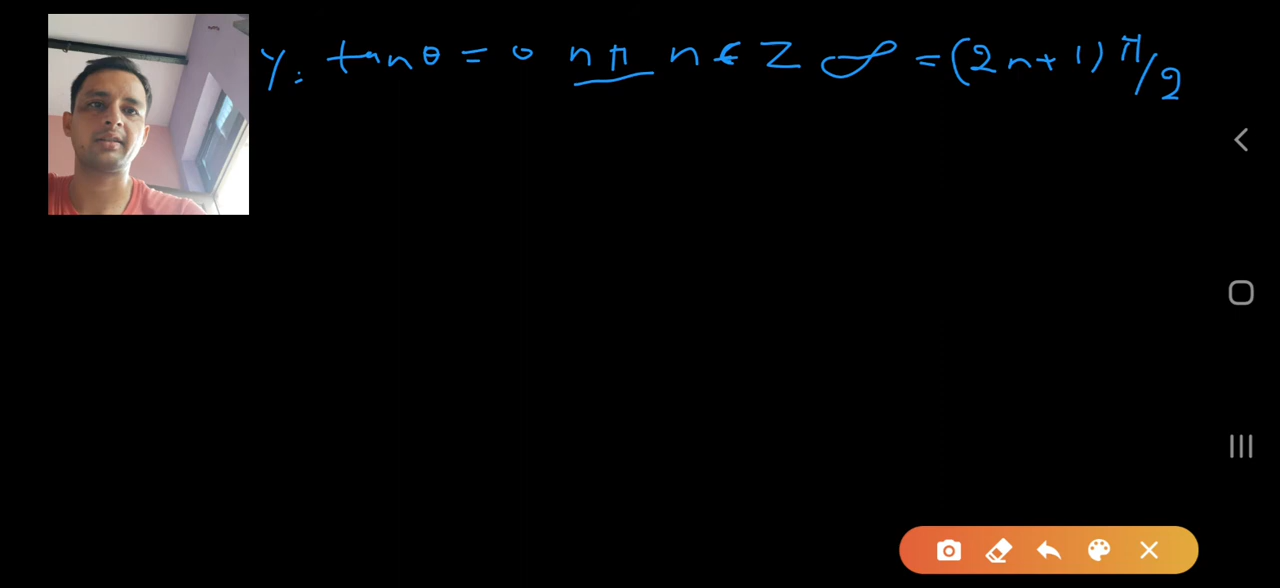 Y: tanθ = 0 nπ n ∈ Z ∞ = (2n+1) π/2